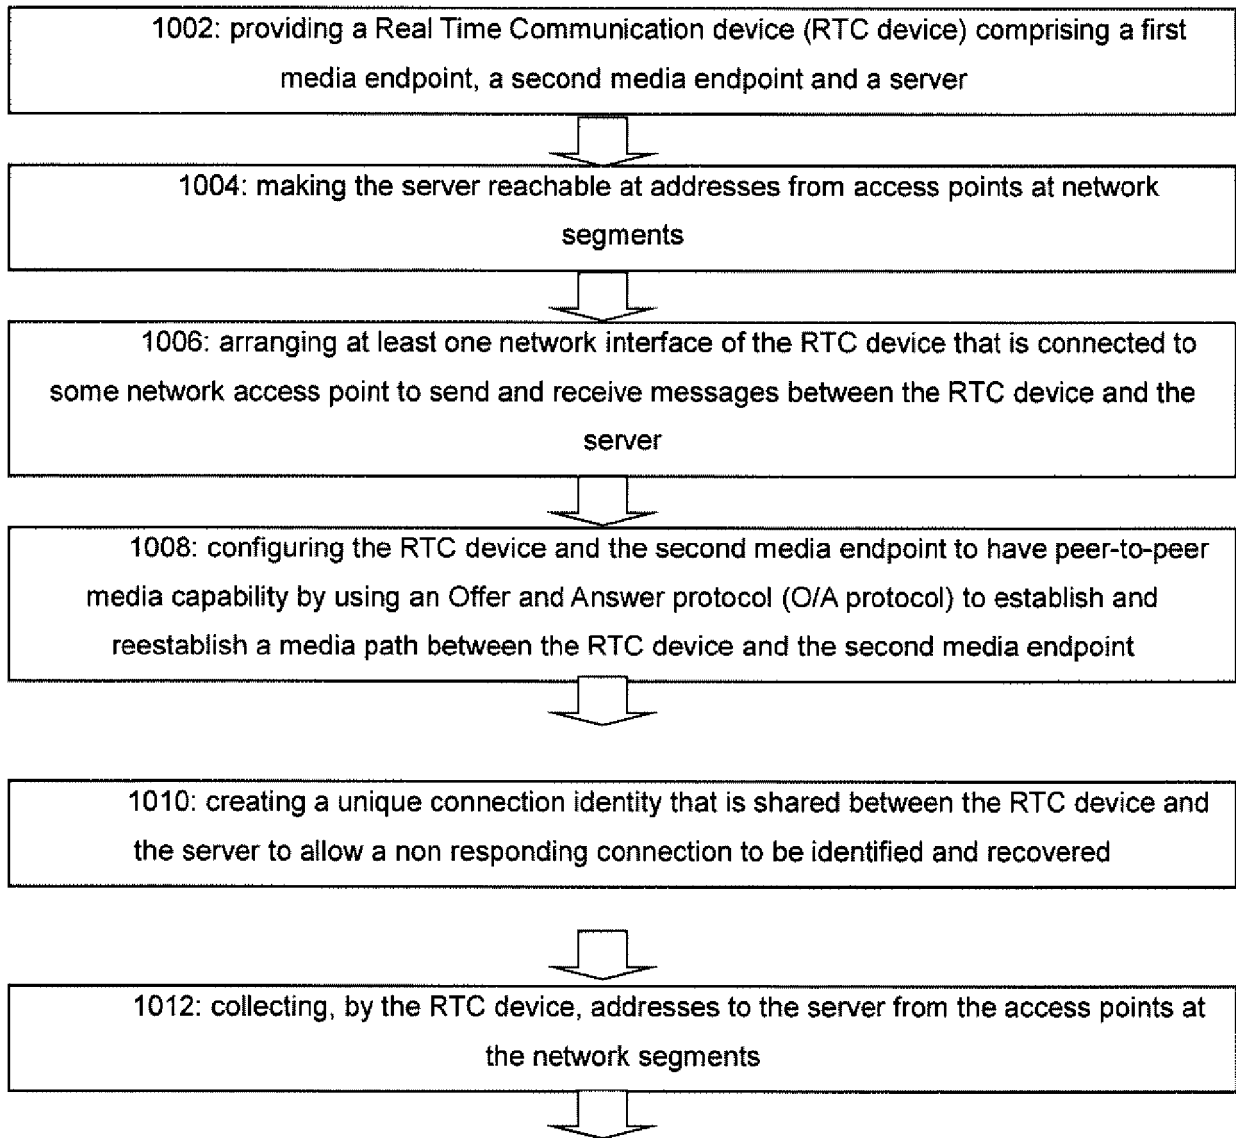 1002: providing a Real Time Communication device (RTC device) comprising a first
media endpoint, a second media endpoint and a server
1004: making the server reachable at addresses from access points at network
segments
1006: arranging at least one network interface of the RTC device that is connected to
some network access point to send and receive messages between the RTC device and the
server
1008: configuring the RTC device and the second media endpoint to have peer-to-peer
media capability by using an Offer and Answer protocol (O/A protocol) to establish and
reestablish a media path between the RTC device and the second media endpoint
1010: creating a unique connection identity that is shared between the RTC device and
the server to allow a non responding connection to be identified and recovered
1012: collecting, by the RTC device, addresses to the server from the access points at
the network segments